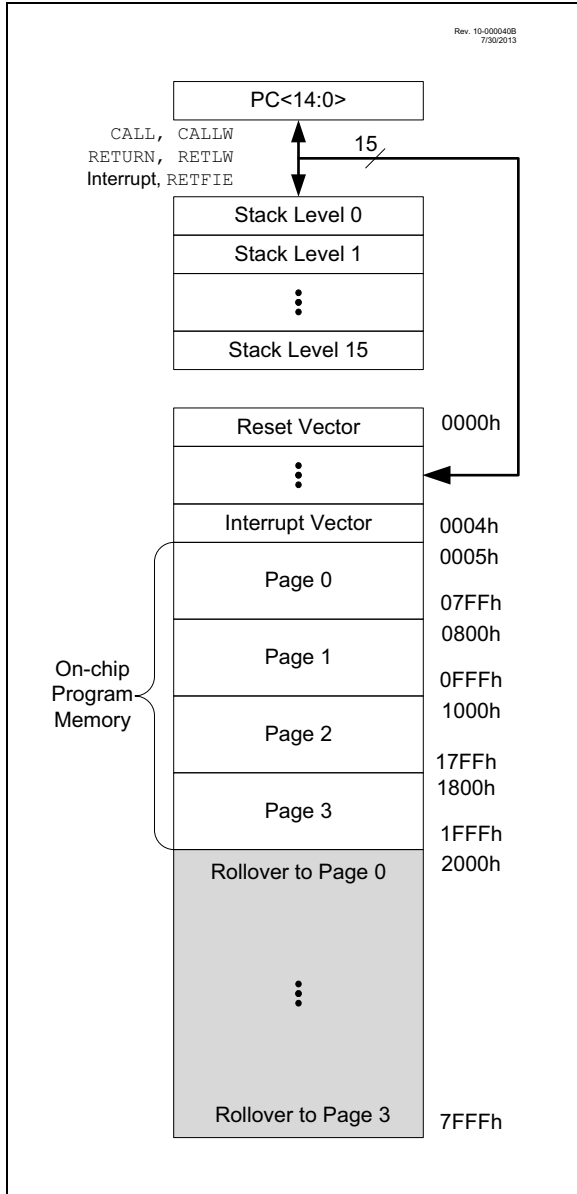 Rev. 10-000040B
7/30/2013
PC<14:0>
CALL, CALLW
RETURN, RETLW
Interrupt, RETFIE
15
Stack Level 0
Stack Level 1
Stack Level 15
Reset Vector
0000h
Interrupt Vector
0004h
0005h
Page 0
07FFh
0800h
Page 1
On-chip
Program
Memory
0FFFh
1000h
Page 2
17FFh
1800h
Page 3
1FFFh
2000h
Rollover to Page 0
Rollover to Page 3
7FFFh